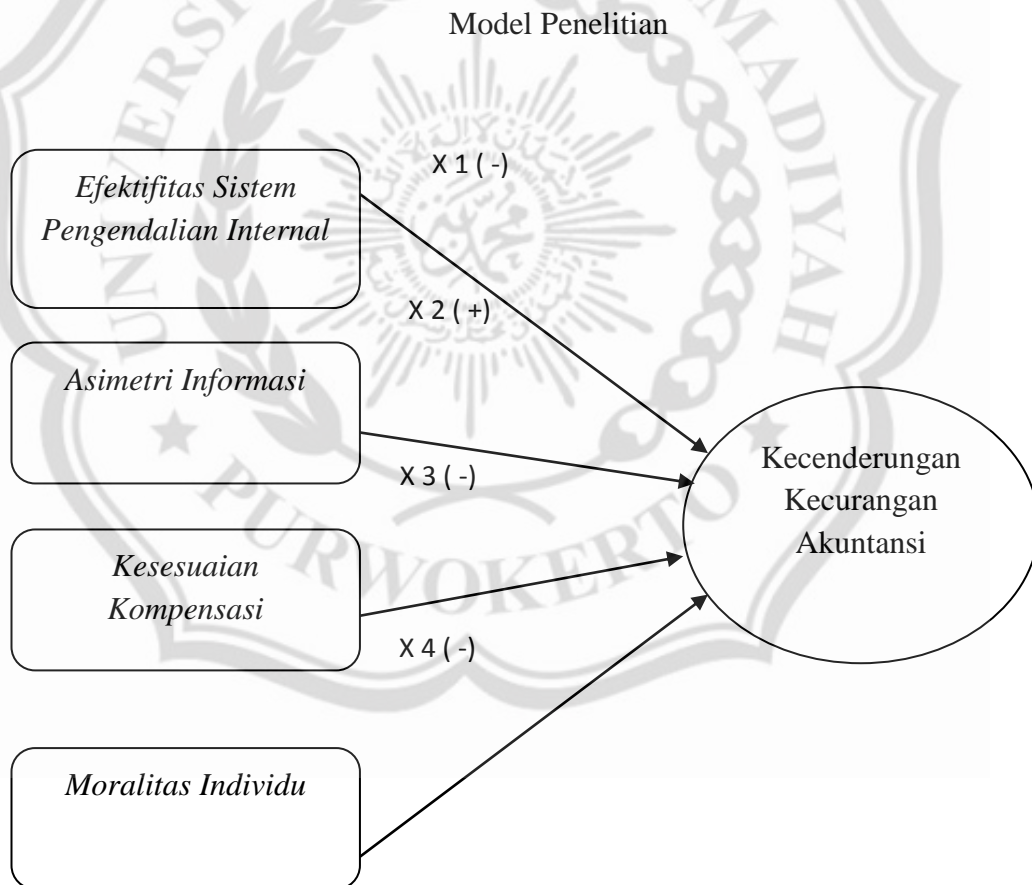 Model Penelitian
X 1 ( -)
Efektifitas Sistem
Pengendalian Internal
X 2 ( +)
Asimetri Informasi
X 3 ( -)
Kesesuaian
Kompensasi
X 4 ( -)
Moralitas Individu
Kecenderungan
Kecurangan
Akuntansi
PURWOKERTO